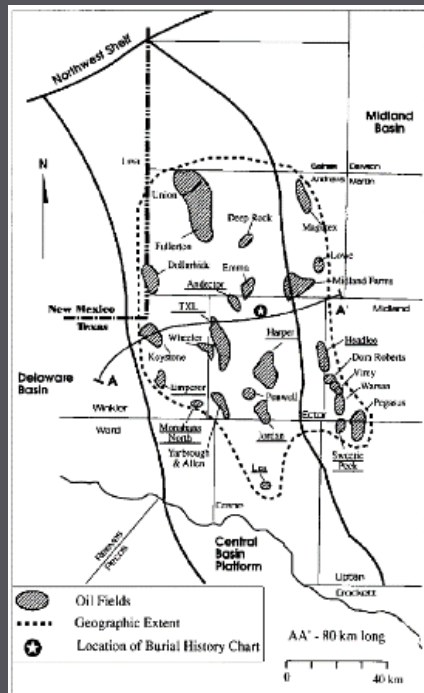 Northwest Shelf
Midland
Basin
N
Lea
Gaines
Dawson
Andrews
Martin
Union
Magutex
Deep Rock
Fullerton
Lowe
Dollarhide
Emma
Midland Farms
Andector
New Mexico
Texas
TXL
A'
Midland
Wheeler
Harper
Headlee
Keystone
Dora Roberts
Virey
Delaware
Basin
A
Emperor
Penwell
Warsan
Pegasus
Winkler
Ector
Ward
Monahans
North
Jordan
Sweetie
Peck
Yarbrough
& Allen
Lea
Crane
Reeves
Pecos
Central
Basin
Platform
Upton
Crockett
Oil Fields
Geographic Extent
Location of Burial History Chart
AA' - 80 km long
0
40 km